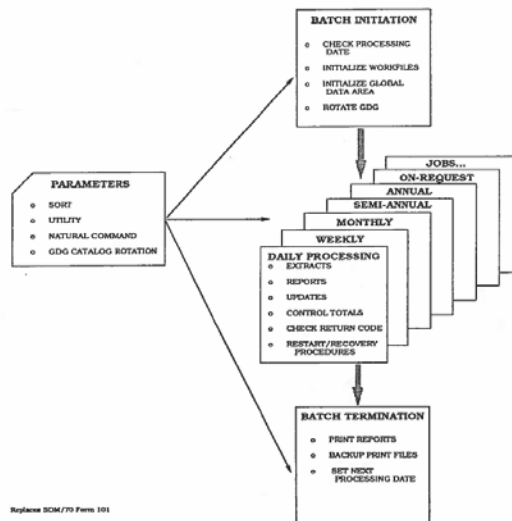 BATCH INITIATION
o CHECK PROCESSING
DATE
o INITIALIZE WORKFILES
o INITIALIZE GLOBAL
DATA AREA
o ROTATE GDG
PARAMETERS
o SORT
o UTILITY
o NATURAL COMMAND
o GDG CATALOG ROTATION
JOBS...
ON-REQUEST
ANNUAL
SEMI-ANNUAL
MONTHLY
WEEKLY
DAILY PROCESSING
o EXTRACTS
o REPORTS
o UPDATES
o CONTROL TOTALS
o CHECK RETURN CODE
o RESTART/RECOVERY
PROCEDURES
BATCH TERMINATION
o PRINT REPORTS
o BACKUP PRINT FILES
o SET NEXT
PROCESSING DATE
Replaces SDM/70 Form 101